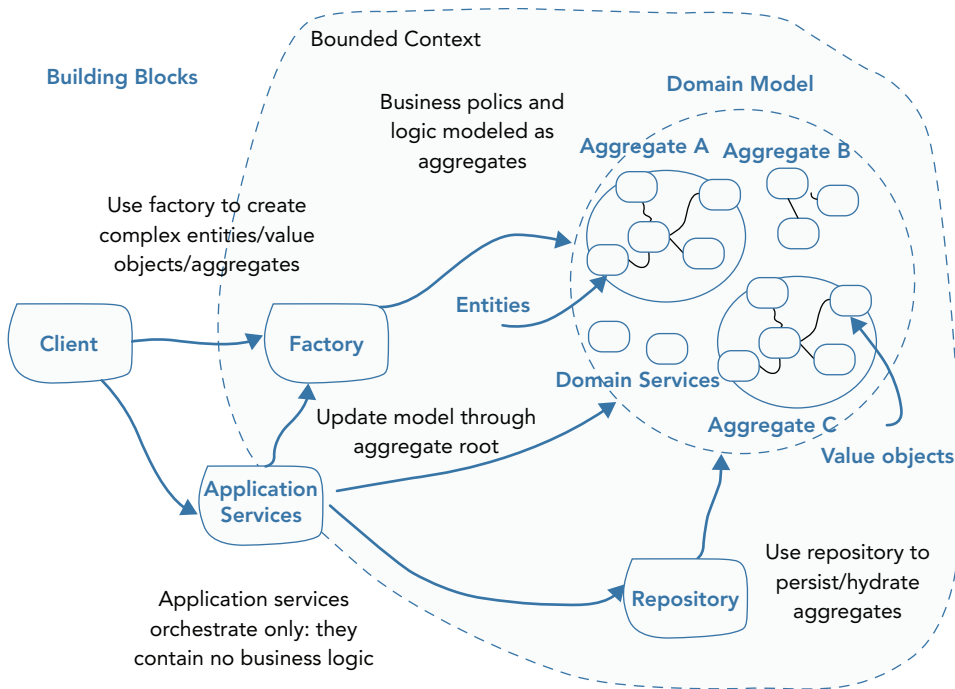 Bounded Context
Building Blocks
Domain Model
Business polics and
logic modeled as
aggregates
Aggregate A
Aggregate B
Use factory to create
complex entities/value
objects/aggregates
Entities
Client
Factory
Domain Services
Update model through
aggregate root
Aggregate C
Value objects
Application
Services
Use repository to
persist/hydrate
aggregates
Repository
Application services
orchestrate only: they
contain no business logic